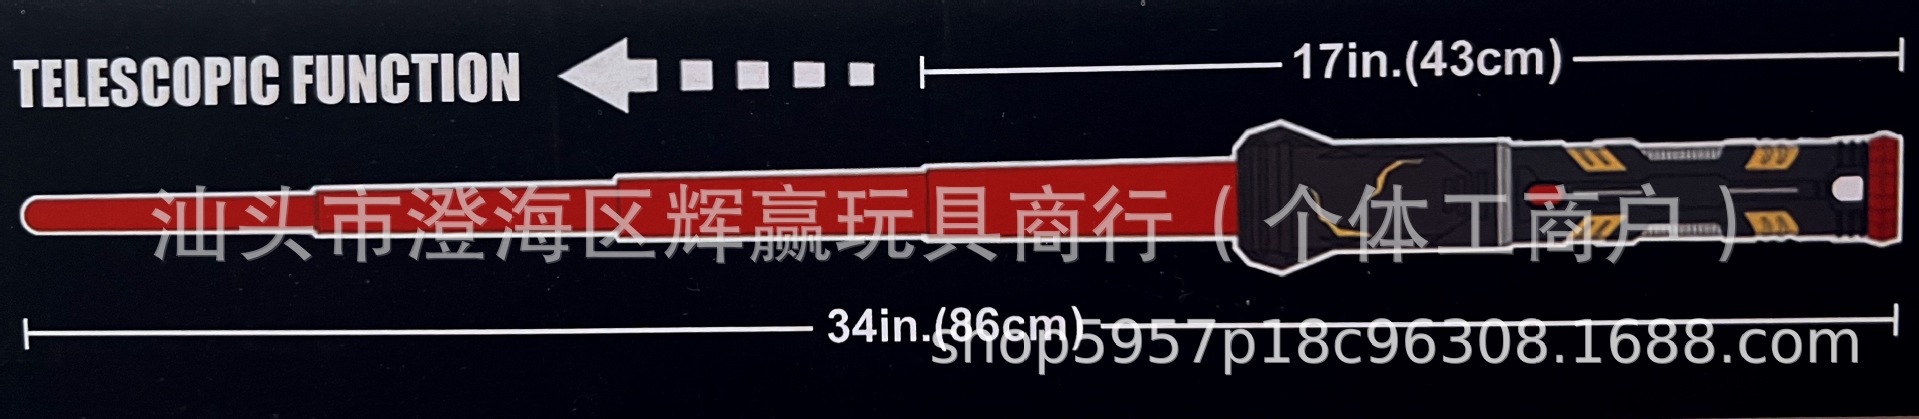 TELESCOPIC FUNCTION
17in.(43cm)
汕头市澄海区辉赢玩具商行(个体工商户)
34in.(86cm)
shop5957p18c96308.1688.com